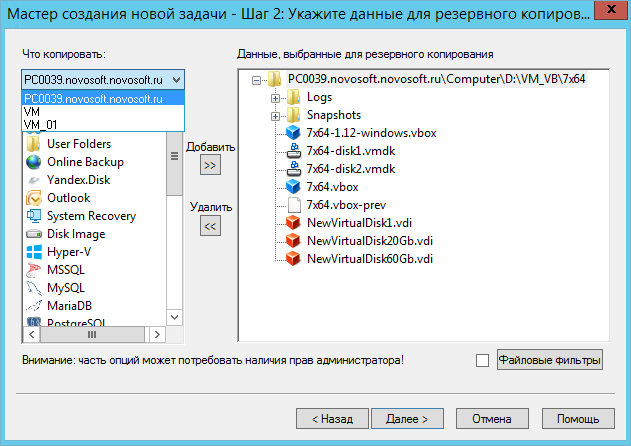 Мастер создания новой задачи - Шаг 2: Укажите данные для резервного копиров...
x
Что копировать:
PC0039.novosoft.novosoft.ru
PC0039.novosoft.novosoft.ru
VM
VM_01
User Folders
Online Backup
Yandex.Disk
Outlook
System Recovery
Disk Image
Hyper-V
MSSQL
MySQL
MariaDB
PostgreSQL
Добавить
>>
Удалить
<<
Данные, выбранные для резервного копирования
PC0039.novosoft.novosoft.ru\Computer\D:\VM_VB\7x64
Logs
Snapshots
7x64-1.12-windows.vbox
7x64-disk1.vmdk
7x64-disk2.vmdk
7x64.vbox
7x64.vbox-prev
NewVirtualDisk1.vdi
NewVirtualDisk20Gb.vdi
NewVirtualDisk60Gb.vdi
Внимание: часть опций может потребовать наличия прав администратора!
Файловые фильтры
< Назад
Далее >
Отмена
Помощь